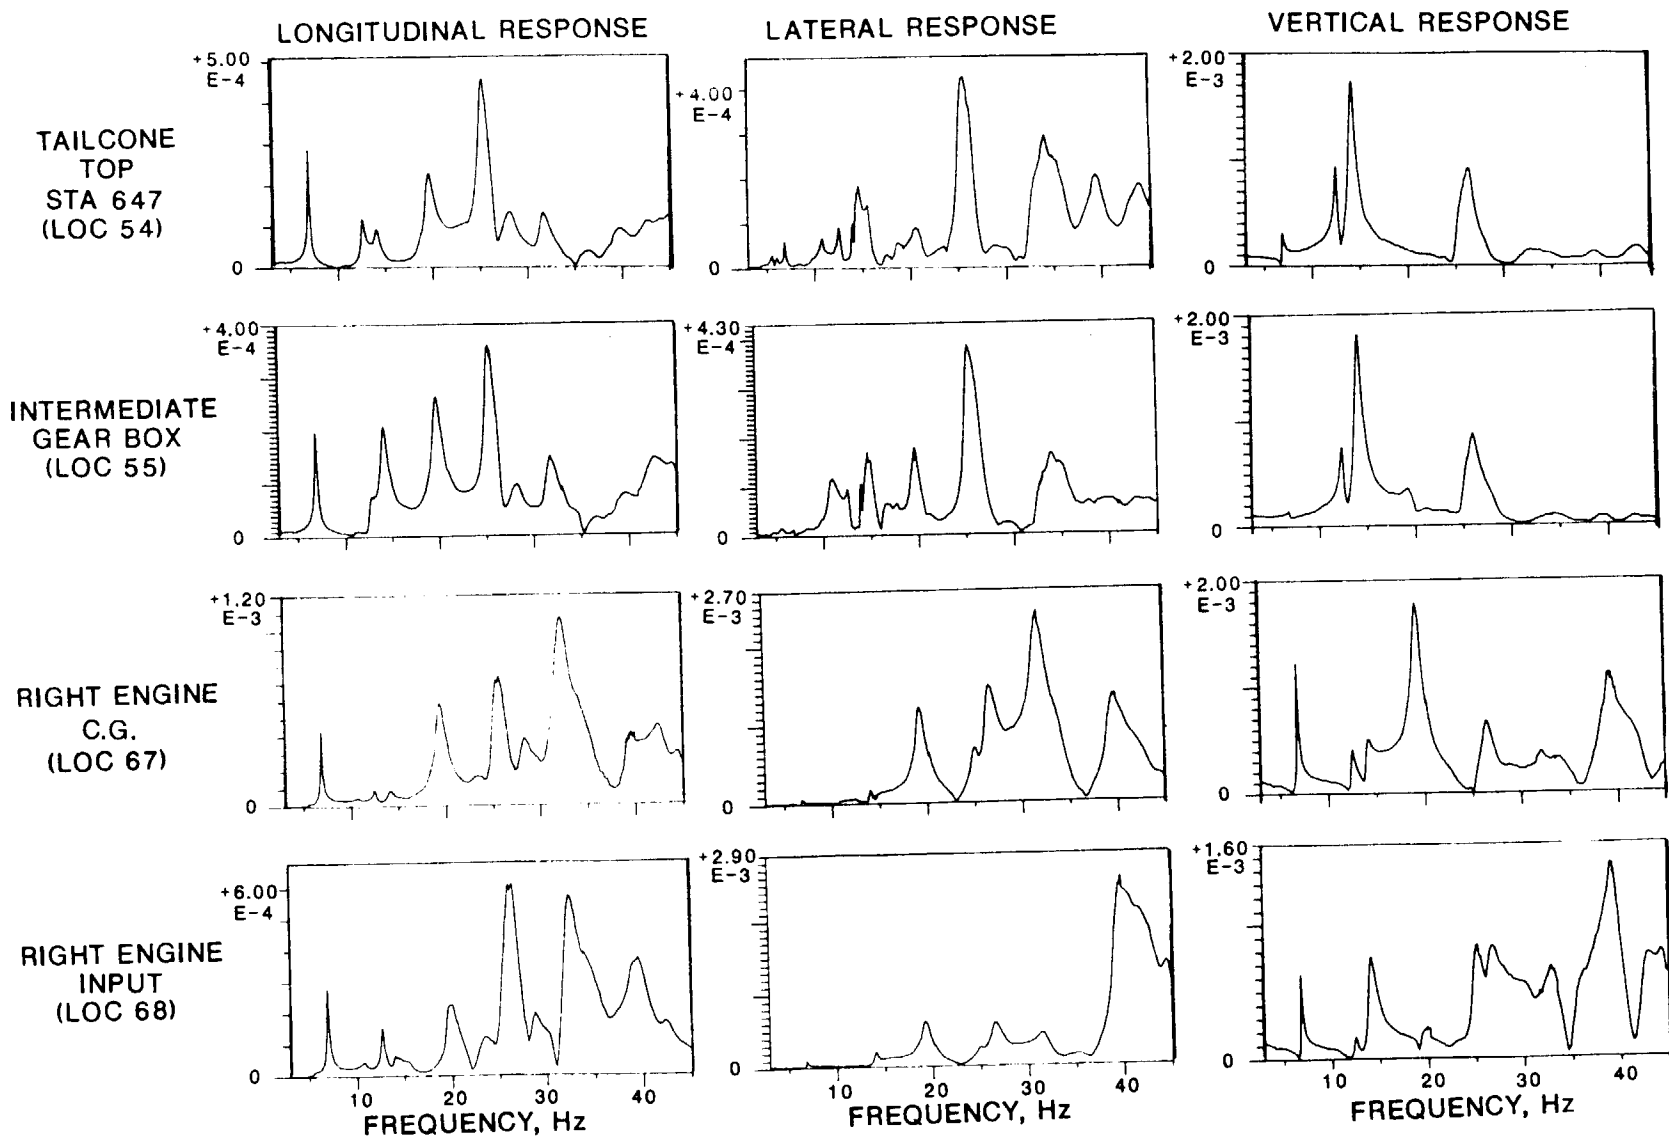 LONGITUDINAL RESPONSE
LATERAL RESPONSE
VERTICAL RESPONSE
TAILCONE
TOP
STA 647
(LOC 54)
+5.00
E-4
0
+4.00
E-4
0
+2.00
E-3
0
INTERMEDIATE
GEAR BOX
(LOC 55)
+4.00
E-4
0
+4.30
E-4
0
+2.00
E-3
0
RIGHT ENGINE
C.G.
(LOC 67)
+1.20
E-3
0
+2.70
E-3
0
+2.00
E-3
0
RIGHT ENGINE
INPUT
(LOC 68)
+6.00
E-4
0
+2.90
E-3
0
+1.60
E-3
0
10 20 30 40
FREQUENCY, Hz
10 20 30 40
FREQUENCY, Hz
10 20 30 40
FREQUENCY, Hz